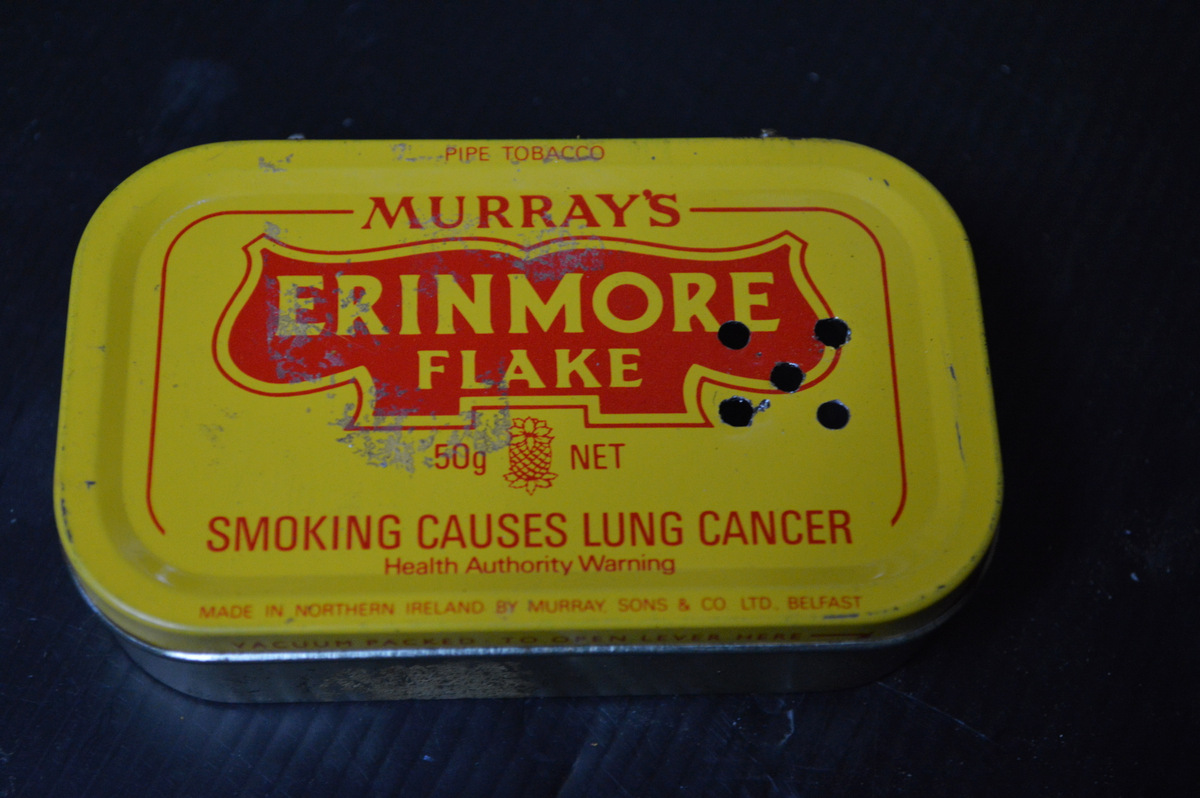 PIPE TOBACCO
MURRAY'S
ERINMORE
FLAKE
50g NET
SMOKING CAUSES LUNG CANCER
Health Authority Warning
MADE IN NORTHERN IRELAND BY MURRAY, SONS & CO. LTD., BELFAST
VACUUM PACKED. TO OPEN LEVER HERE